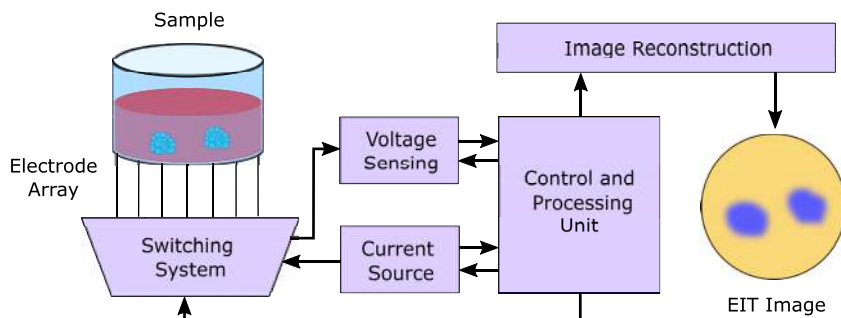 Sample
Image Reconstruction
Electrode
Array
Voltage
Sensing
Control and
Processing
Unit
Switching
System
Current
Source
EIT Image